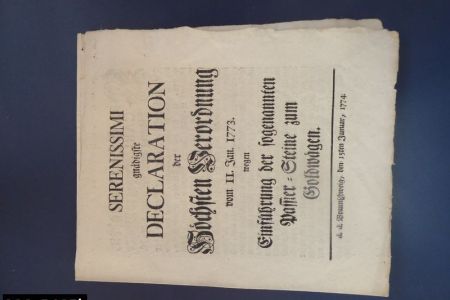 SERENISSIMI
gnädigste
DECLARATION
der
Höchsten Verordnung
vom 11. Jan. 1773.
wegen
Einführung der sogenannten
Passier-Steine zum
Goldwägen.
d. d. Braunschweig, den 15ten Januar, 1774.